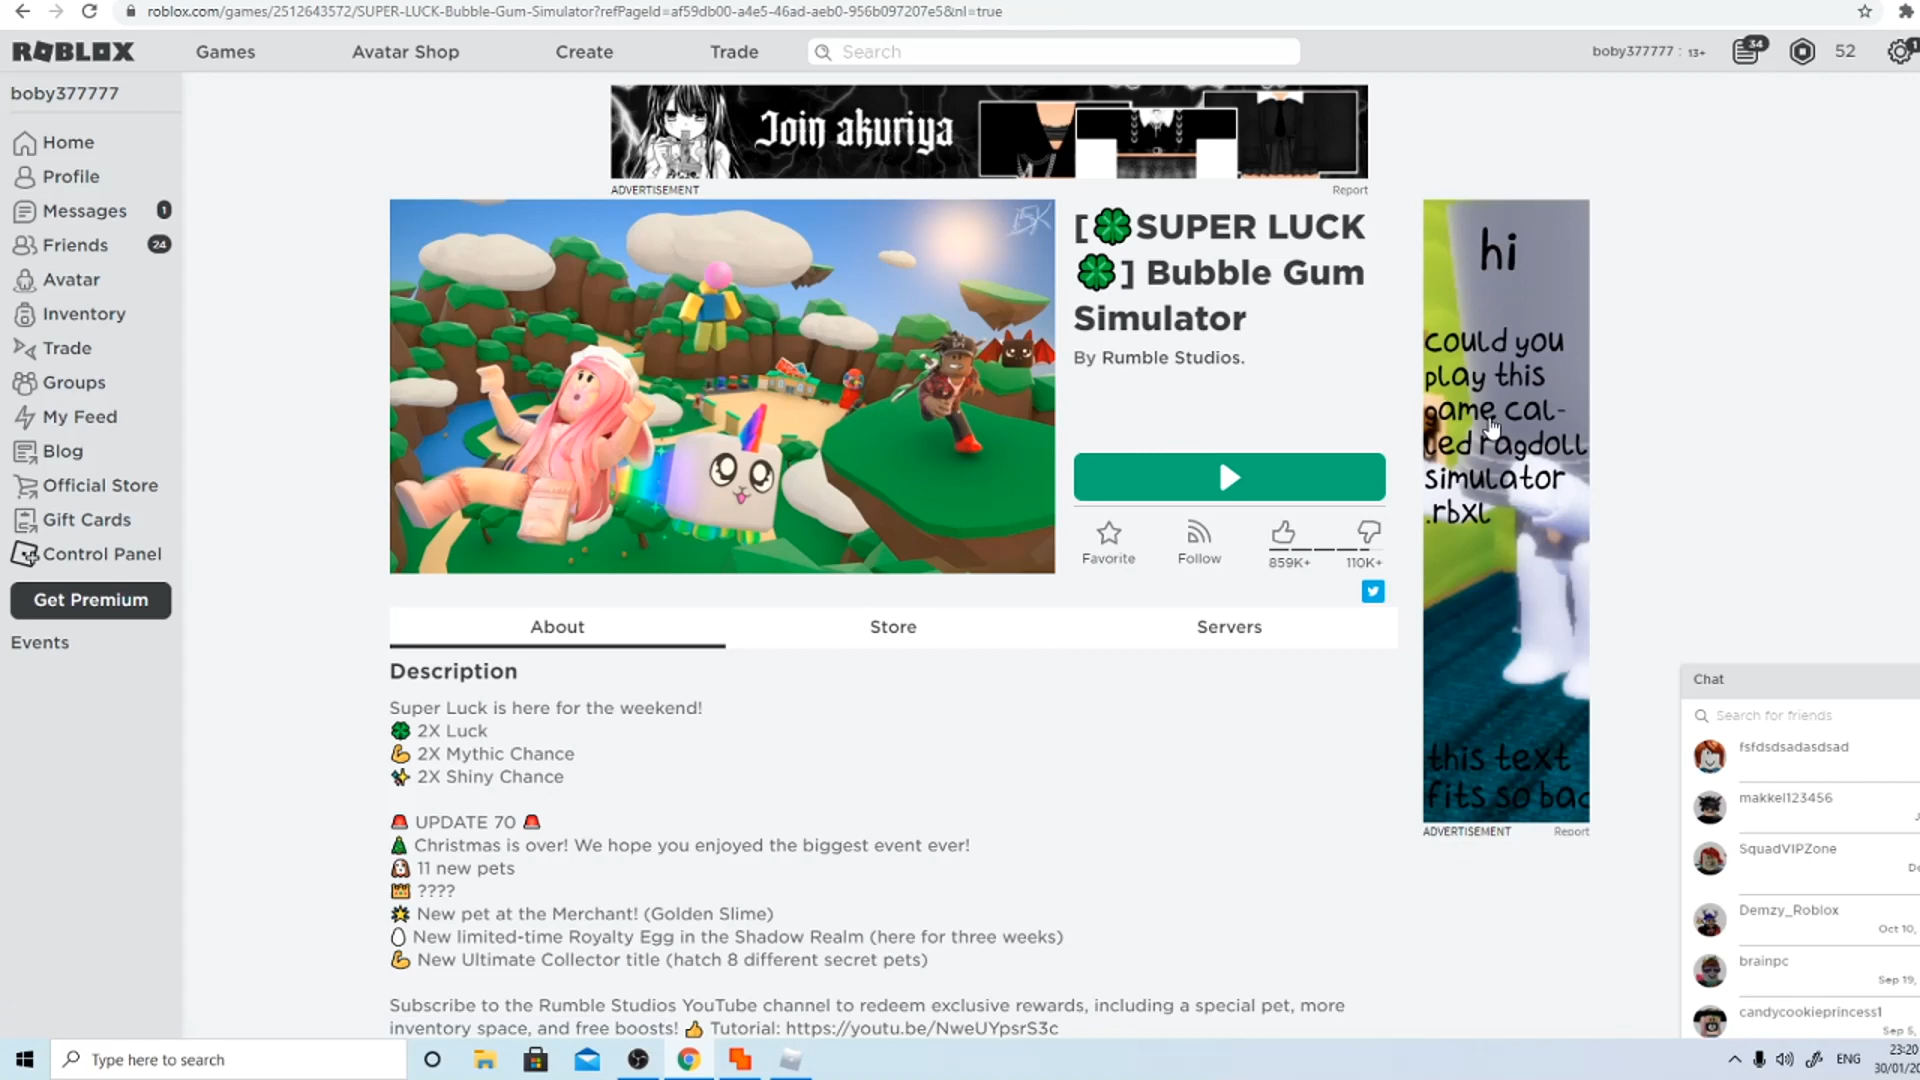 roblox.com/games/2512643572/SUPER-LUCK-Bubble-Gum-Simulator?refPageId=af59db00-a4e5-46ad-aeb0-956b097207e5&nl=true
ROBLOX
Games
Avatar Shop
Create
Trade
Search
boby377777 : 13+
34
52
1
boby377777
Home
Profile
Messages 1
Friends 24
Avatar
Inventory
Trade
Groups
My Feed
Blog
Official Store
Gift Cards
Control Panel
Get Premium
Events
Join akuriya
ADVERTISEMENT
Report
[🍀SUPER LUCK
🍀] Bubble Gum
Simulator
By Rumble Studios.
Favorite
Follow
859K+
110K+
About
Store
Servers
Description
Super Luck is here for the weekend!
🍀 2X Luck
💪 2X Mythic Chance
✨ 2X Shiny Chance
🚨 UPDATE 70 🚨
🎄 Christmas is over! We hope you enjoyed the biggest event ever!
🐶 11 new pets
👑 ????
🌟 New pet at the Merchant! (Golden Slime)
🥚 New limited-time Royalty Egg in the Shadow Realm (here for three weeks)
💪 New Ultimate Collector title (hatch 8 different secret pets)
Subscribe to the Rumble Studios YouTube channel to redeem exclusive rewards, including a special pet, more
inventory space, and free boosts! 👍 Tutorial: https://youtu.be/NweUYpsrS3c
hi
could you
play this
game cal-
led ragdoll
simulator
.rbxl
this text
fits so bad
ADVERTISEMENT
Report
Chat
Search for friends
fsfdsdsadasdsad
makkel123456
SquadVIPZone
Demzy_Roblox
Oct 10,
brainpc
Sep 19,
candycookieprincess1
Sep 5,
Type here to search
ENG
23:20
30/01/20